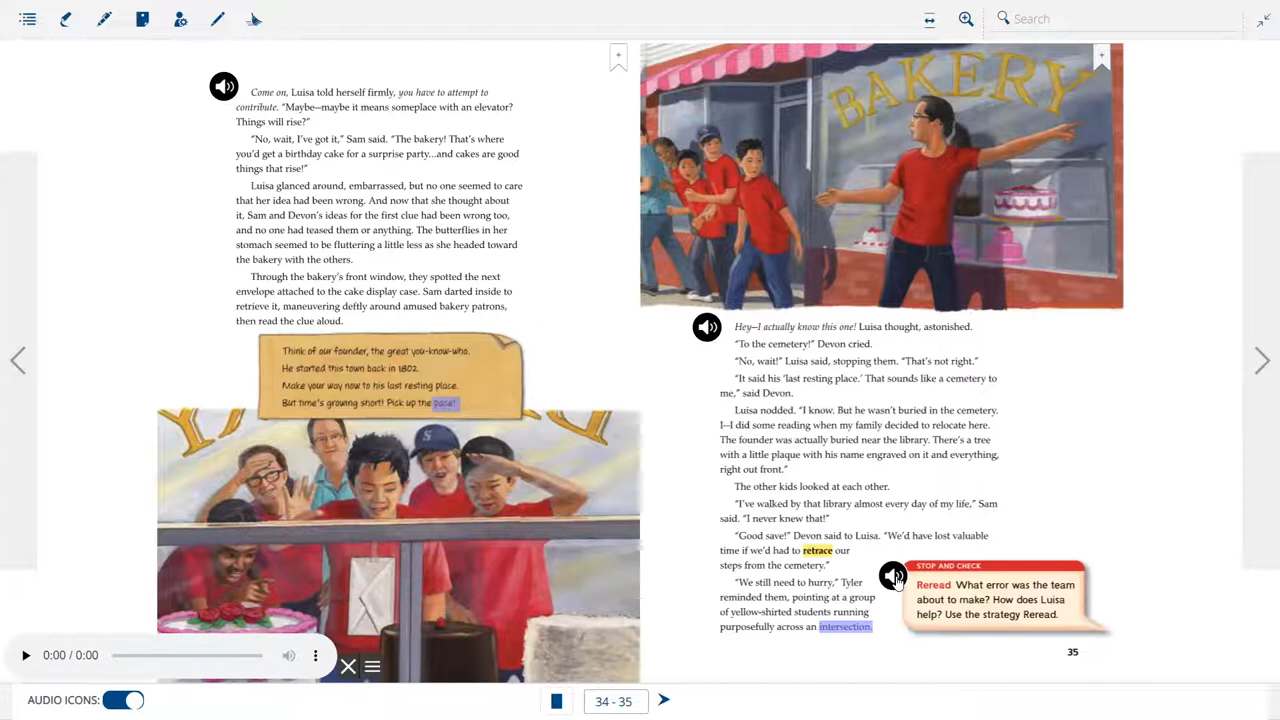 Search
Come on, Luisa told herself firmly, you have to attempt to
contribute. “Maybe—maybe it means someplace with an elevator?
Things will rise?”
“No, wait, I’ve got it,” Sam said. “The bakery! That’s where
you’d get a birthday cake for a surprise party...and cakes are good
things that rise!”
Luisa glanced around, embarrassed, but no one seemed to care
that her idea had been wrong. And now that she thought about
it, Sam and Devon’s ideas for the first clue had been wrong too,
and no one had teased them or anything. The butterflies in her
stomach seemed to be fluttering a little less as she headed toward
the bakery with the others.
Through the bakery’s front window, they spotted the next
envelope attached to the cake display case. Sam darted inside to
retrieve it, maneuvering deftly around amused bakery patrons,
then read the clue aloud.
Think of our founder, the great you-know-who.
He started this town back in 1802.
Make your way now to his last resting place.
But time’s growing short! Pick up the pace!
S
BAKERY
Hey—I actually know this one! Luisa thought, astonished.
“To the cemetery!” Devon cried.
“No, wait!” Luisa said, stopping them. “That’s not right.”
“It said his ‘last resting place.’ That sounds like a cemetery to
me,” said Devon.
Luisa nodded. “I know. But he wasn’t buried in the cemetery.
I—I did some reading when my family decided to relocate here.
The founder was actually buried near the library. There’s a tree
with a little plaque with his name engraved on it and everything,
right out front.”
The other kids looked at each other.
“I’ve walked by that library almost every day of my life,” Sam
said. “I never knew that!”
“Good save!” Devon said to Luisa. “We’d have lost valuable
time if we’d had to retrace our
steps from the cemetery.”
“We still need to hurry,” Tyler
reminded them, pointing at a group
of yellow-shirted students running
purposefully across an intersection.
STOP AND CHECK
Reread What error was the team
about to make? How does Luisa
help? Use the strategy Reread.
35
0:00 / 0:00
AUDIO ICONS:
34 - 35